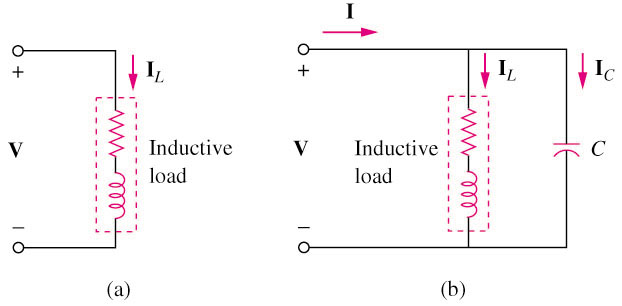 I
I_L
+
V
Inductive
load
−
(a)
I_L
I_C
+
V
Inductive
load
C
−
(b)